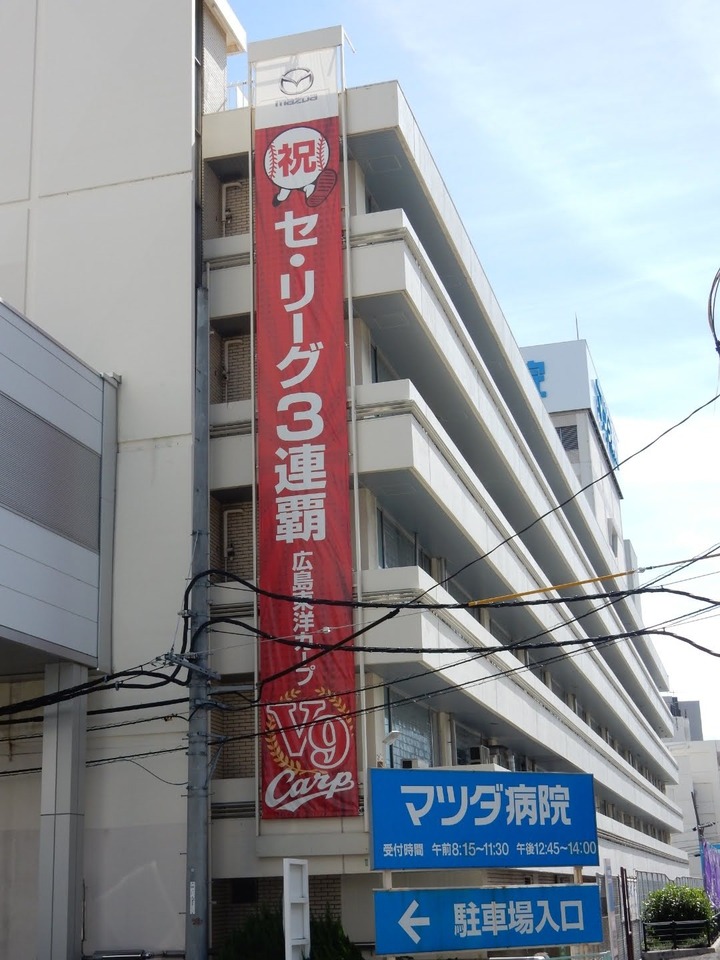 mazda
祝
セ・リーグ3連覇
広島東洋カープ
V9
Carp
院
マツダ病院
受付時間 午前8:15~11:30 午後12:45~14:00
← 駐車場入口